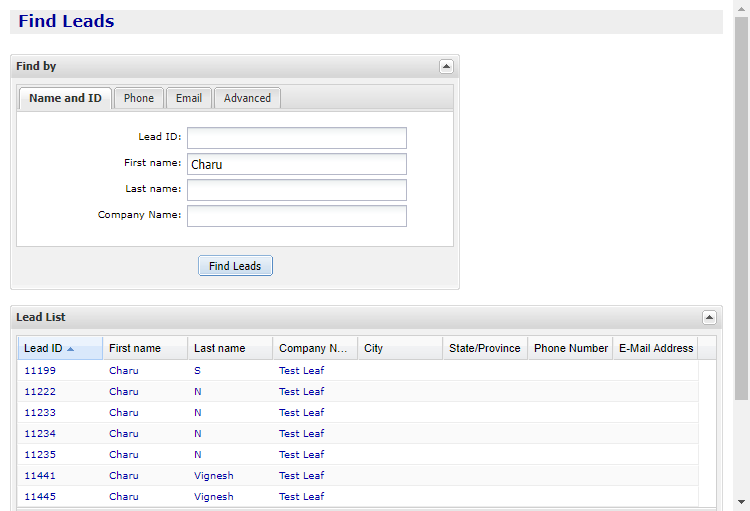 Find Leads
Find by
Name and ID Phone Email Advanced
Lead ID:
First name: Charu
Last name:
Company Name:
Find Leads
Lead List
Lead ID First name Last name Company N... City State/Province Phone Number E-Mail Address
11199 Charu S Test Leaf
11222 Charu N Test Leaf
11233 Charu N Test Leaf
11234 Charu N Test Leaf
11235 Charu N Test Leaf
11441 Charu Vignesh Test Leaf
11445 Charu Vignesh Test Leaf